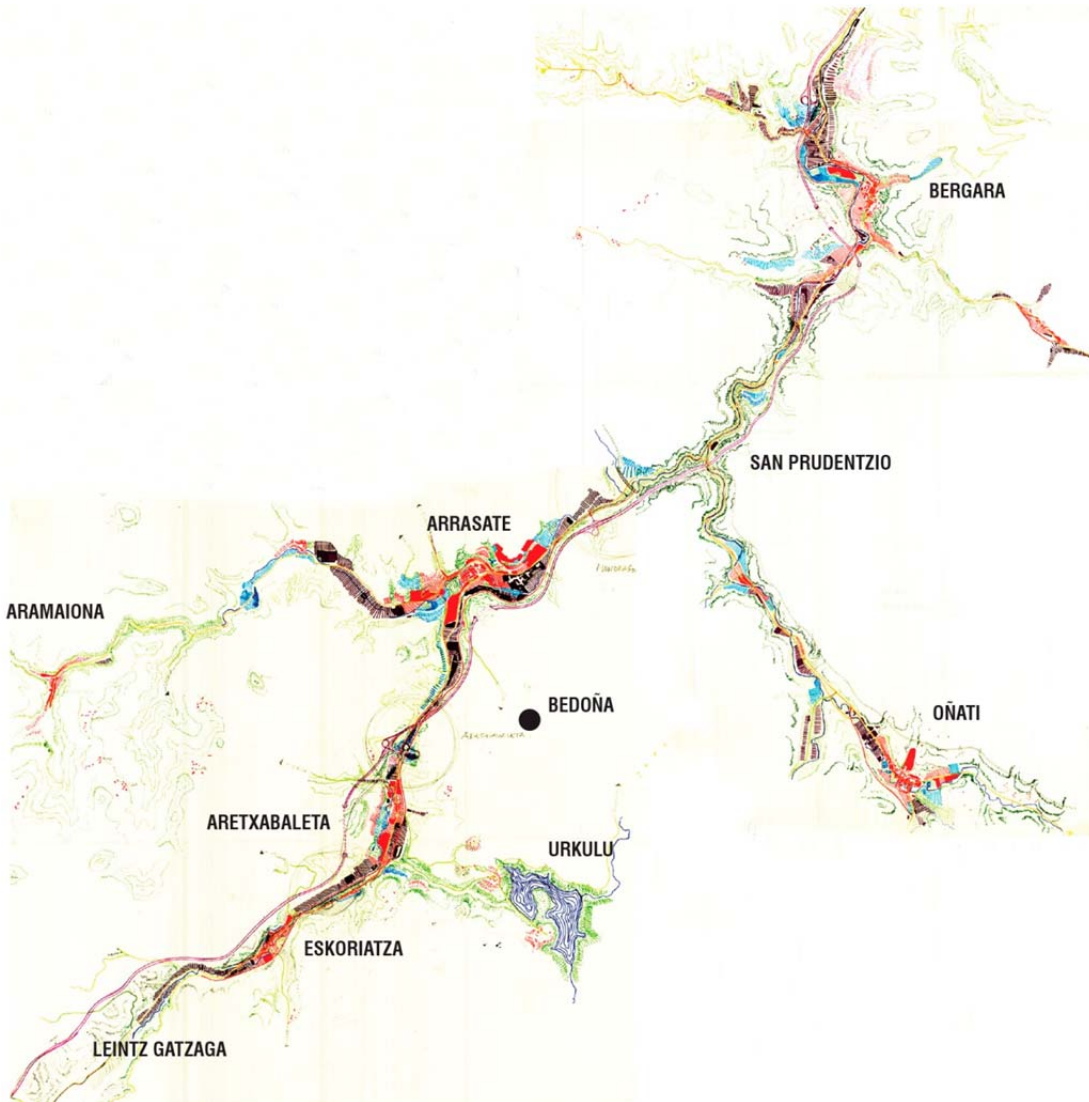 BERGARA
SAN PRUDENTZIO
ARRASATE
ARAMAIONA
BEDOÑA
OÑATI
ARETXABALETA
URKULU
ESKORIATZA
LEINTZ GATZAGA